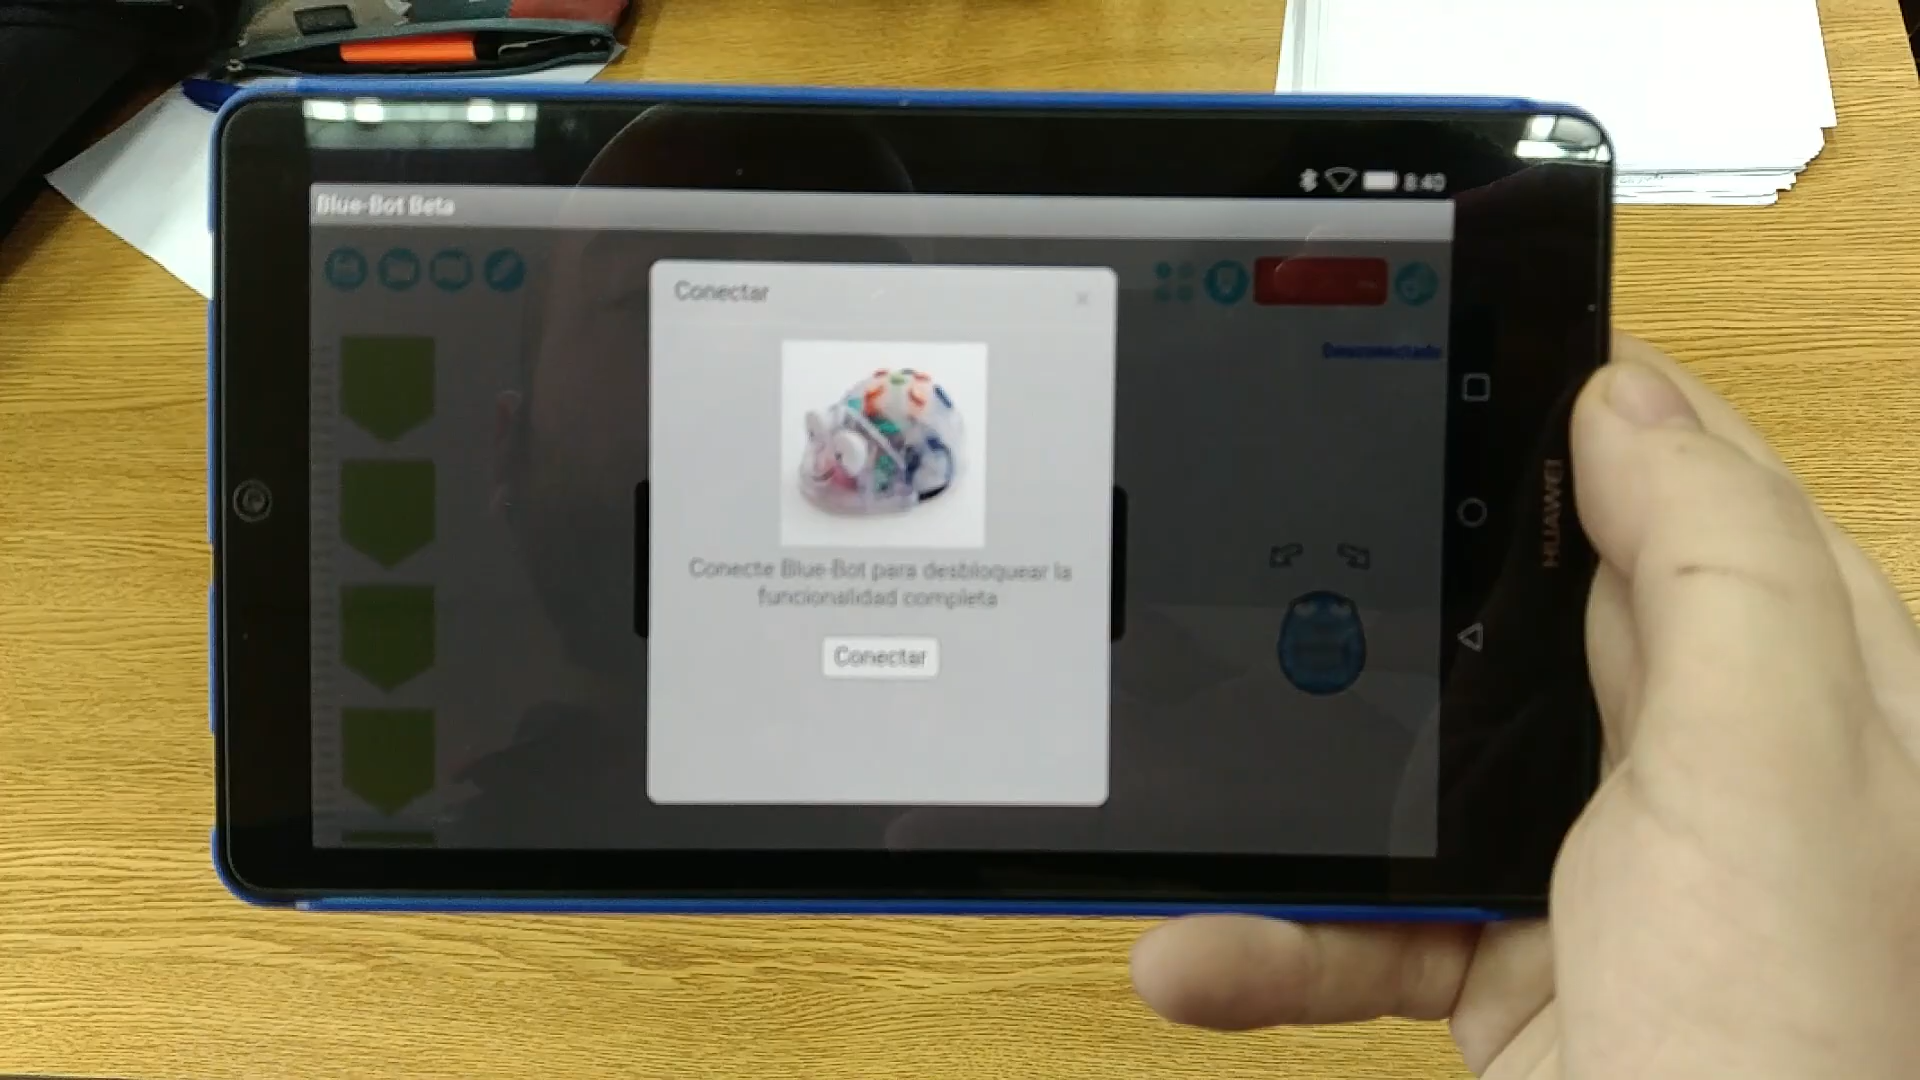 8:40
Blue-Bot Beta
Conectar
Desconectado
Conecte Blue-Bot para desbloquear la
funcionalidad completa
Conectar
HUAWEI